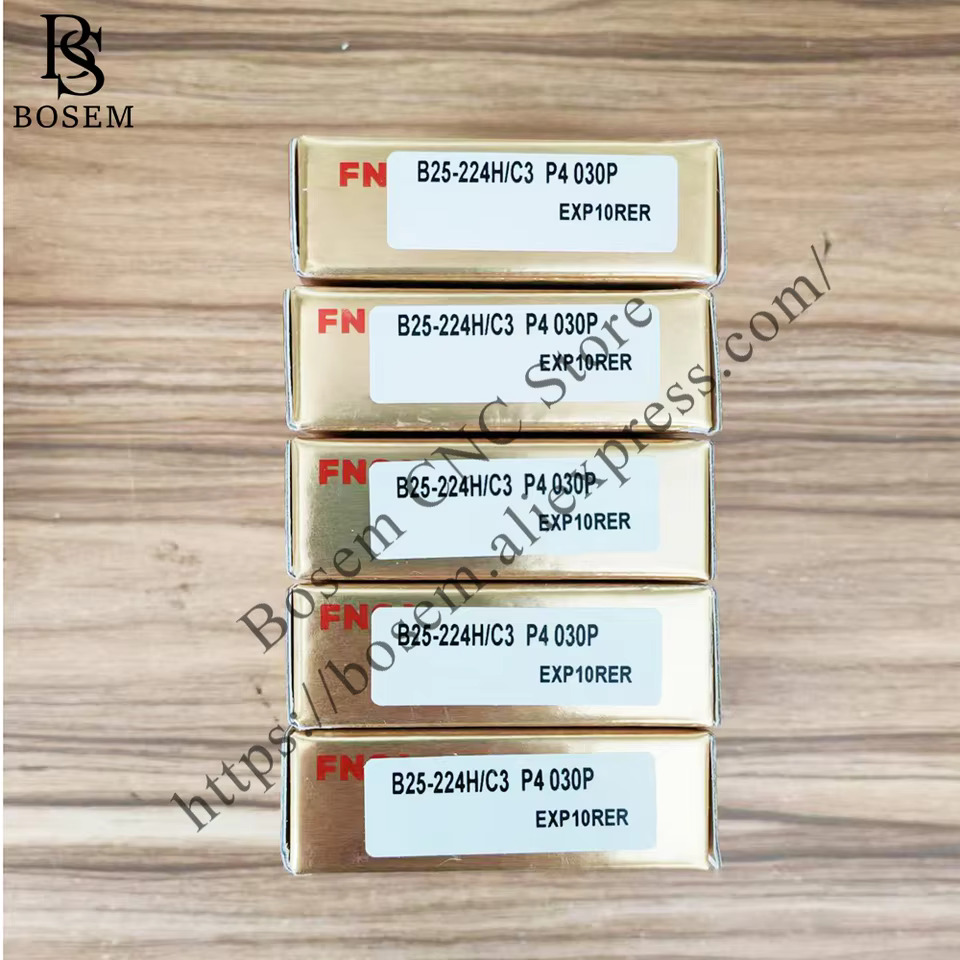 BS
BOSEM
FN
B25-224H/C3 P4 030P
EXP10RER
FN
B25-224H/C3 P4 030P
EXP10RER
FN
B25-224H/C3 P4 030P
EXP10RER
FN
B25-224H/C3 P4 030P
EXP10RER
FN
B25-224H/C3 P4 030P
EXP10RER
Bosem CNC Store
https://bosem.aliexpress.com/